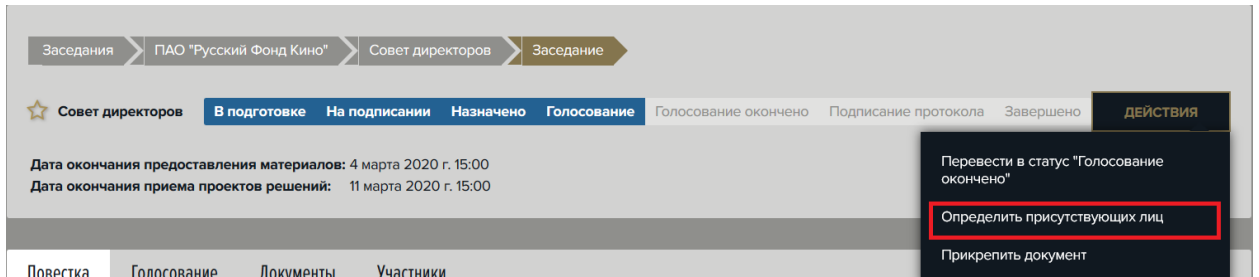 Заседания ПАО "Русский Фонд Кино" Совет директоров Заседание
Совет директоров В подготовке На подписании Назначено Голосование Голосование окончено Подписание протокола Завершено ДЕЙСТВИЯ
Дата окончания предоставления материалов: 4 марта 2020 г. 15:00
Дата окончания приема проектов решений: 11 марта 2020 г. 15:00
Перевести в статус "Голосование
окончено"
Определить присутствующих лиц
Прикрепить документ
Повестка Голосование Документы Участники